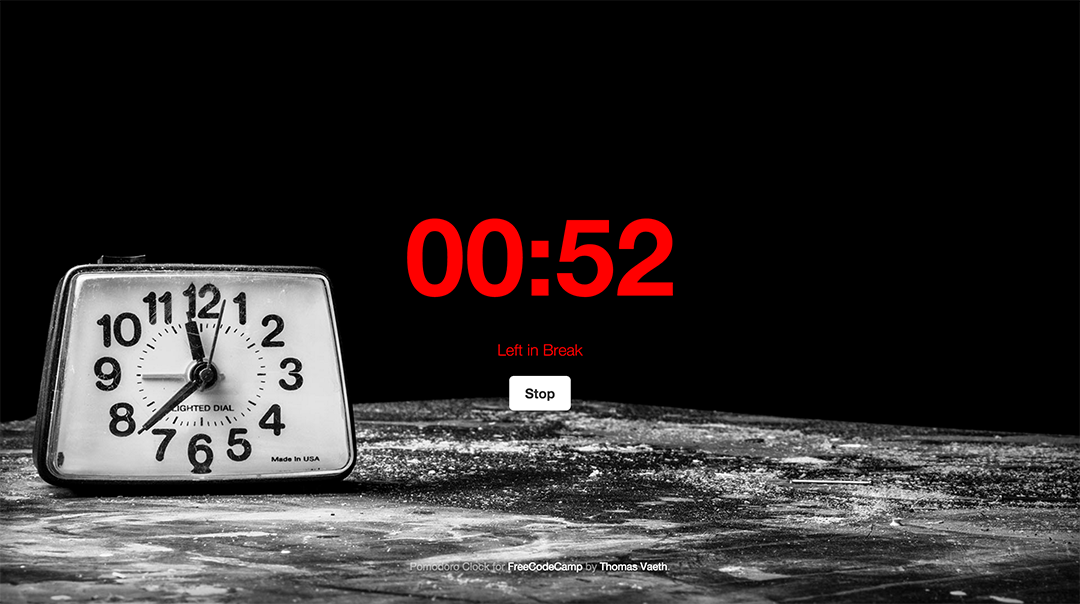 00:52
Left in Break
Stop
12
11
1
10
2
9
3
8
4
7
5
6
LIGHTED DIAL
Made in USA
Pomodoro Clock for FreeCodeCamp by Thomas Vaeth.